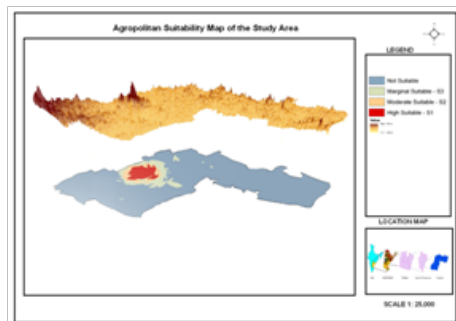 Agropolitan Suitability Map of the Study Area
LEGEND
Not Suitable
Marginal Suitable - S3
Moderate Suitable - S2
High Suitable - S1
LOCATION MAP
SCALE 1: 25,000